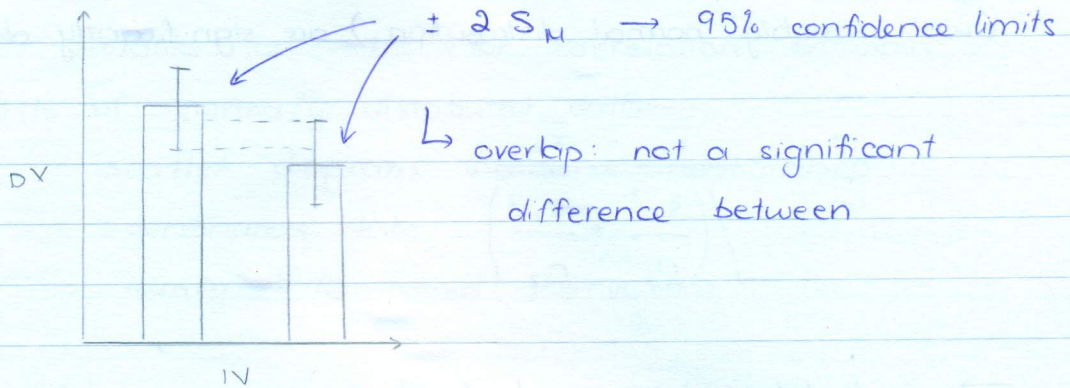 ± 2 S_M → 95% confidence limits
↳ overlap: not a significant
difference between
DV
IV